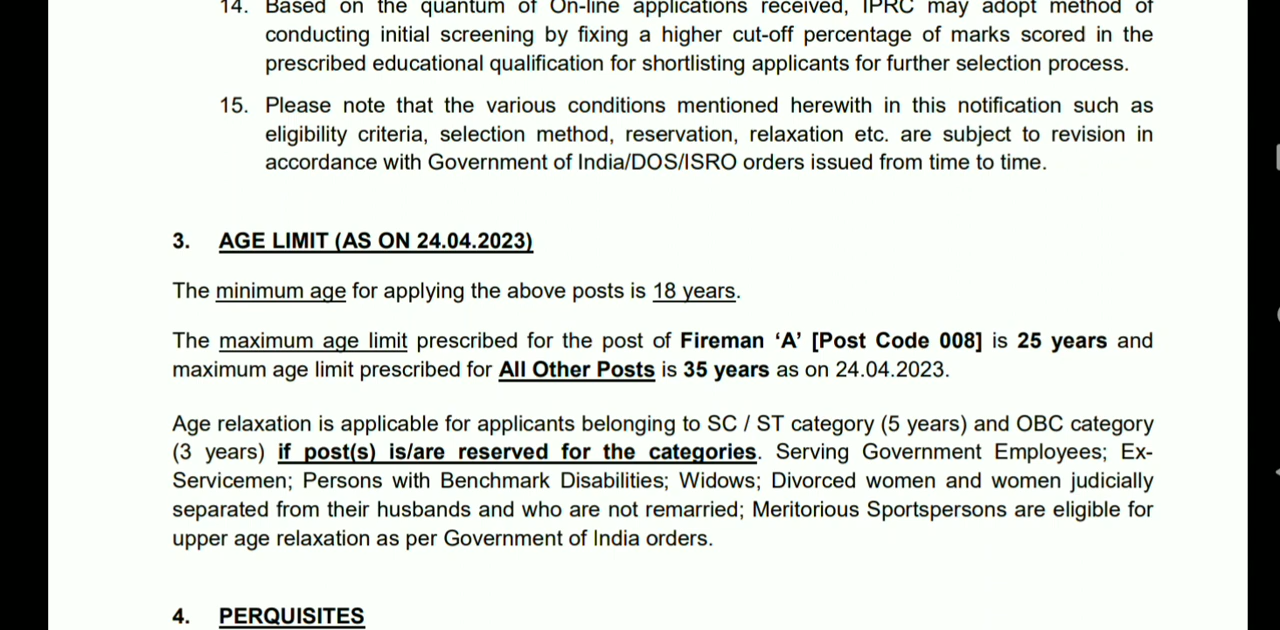 14. Based on the quantum of On-line applications received, IPRC may adopt method of
conducting initial screening by fixing a higher cut-off percentage of marks scored in the
prescribed educational qualification for shortlisting applicants for further selection process.
15. Please note that the various conditions mentioned herewith in this notification such as
eligibility criteria, selection method, reservation, relaxation etc. are subject to revision in
accordance with Government of India/DOS/ISRO orders issued from time to time.
3. AGE LIMIT (AS ON 24.04.2023)
The minimum age for applying the above posts is 18 years.
The maximum age limit prescribed for the post of Fireman ‘A’ [Post Code 008] is 25 years and
maximum age limit prescribed for All Other Posts is 35 years as on 24.04.2023.
Age relaxation is applicable for applicants belonging to SC / ST category (5 years) and OBC category
(3 years) if post(s) is/are reserved for the categories. Serving Government Employees; Ex-
Servicemen; Persons with Benchmark Disabilities; Widows; Divorced women and women judicially
separated from their husbands and who are not remarried; Meritorious Sportspersons are eligible for
upper age relaxation as per Government of India orders.
4. PERQUISITES